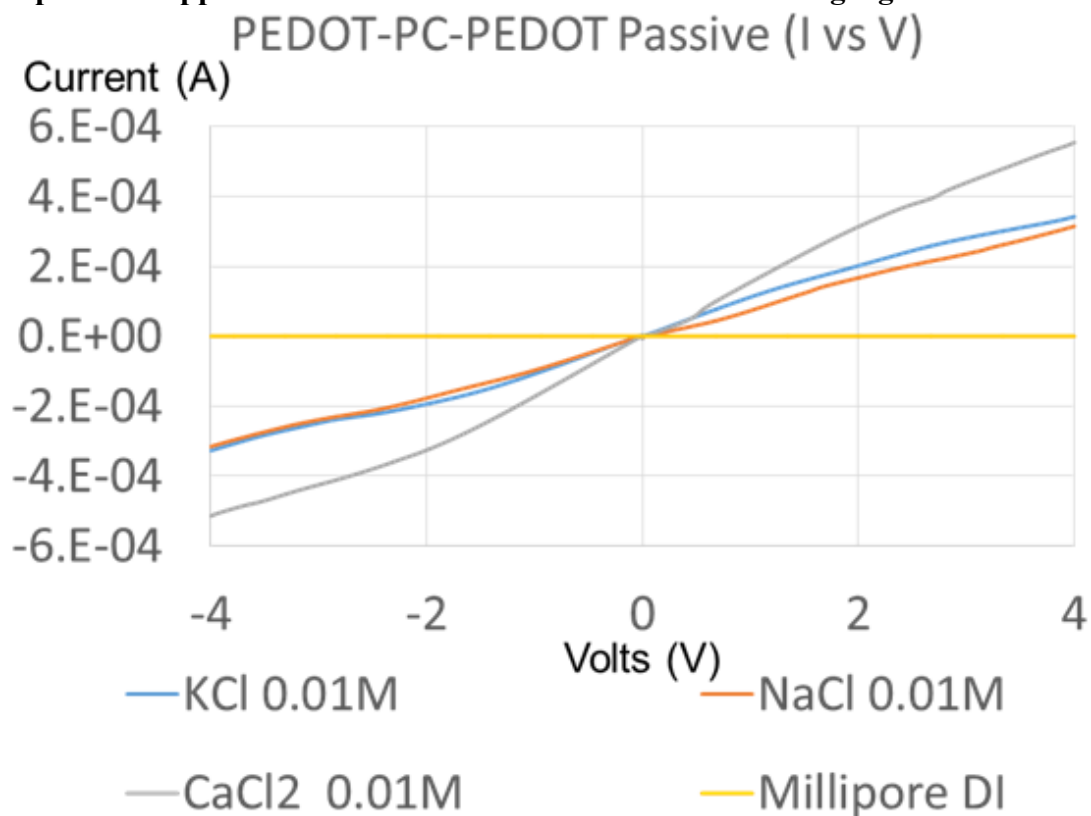 PEDOT-PC-PEDOT Passive (I vs V)
Current (A)
6.E-04
4.E-04
2.E-04
0.E+00
-2.E-04
-4.E-04
-6.E-04
-4 -2 0 2 4
Volts (V)
KCl 0.01M NaCl 0.01M
CaCl2 0.01M Millipore DI